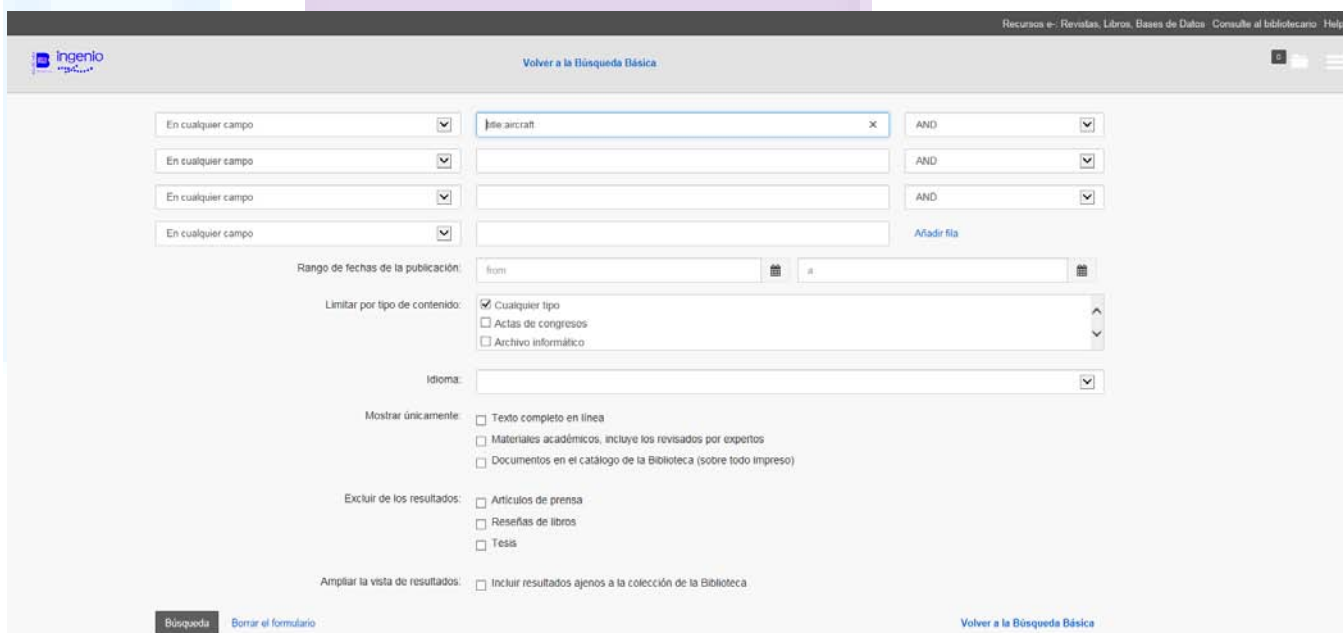 Recursos e-: Revistas, Libros, Bases de Datos Consulte al bibliotecario Help
ingenio
Volver a la Búsqueda Básica
0
En cualquier campo title:aircraft × AND
En cualquier campo AND
En cualquier campo AND
En cualquier campo Añadir fila
Rango de fechas de la publicación: from a
Limitar por tipo de contenido: Cualquier tipo
Actas de congresos
Archivo informático
Idioma:
Mostrar únicamente: Texto completo en línea
Materiales académicos, incluye los revisados por expertos
Documentos en el catálogo de la Biblioteca (sobre todo impreso)
Excluir de los resultados: Artículos de prensa
Reseñas de libros
Tesis
Ampliar la vista de resultados: Incluir resultados ajenos a la colección de la Biblioteca
Búsqueda Borrar el formulario Volver a la Búsqueda Básica